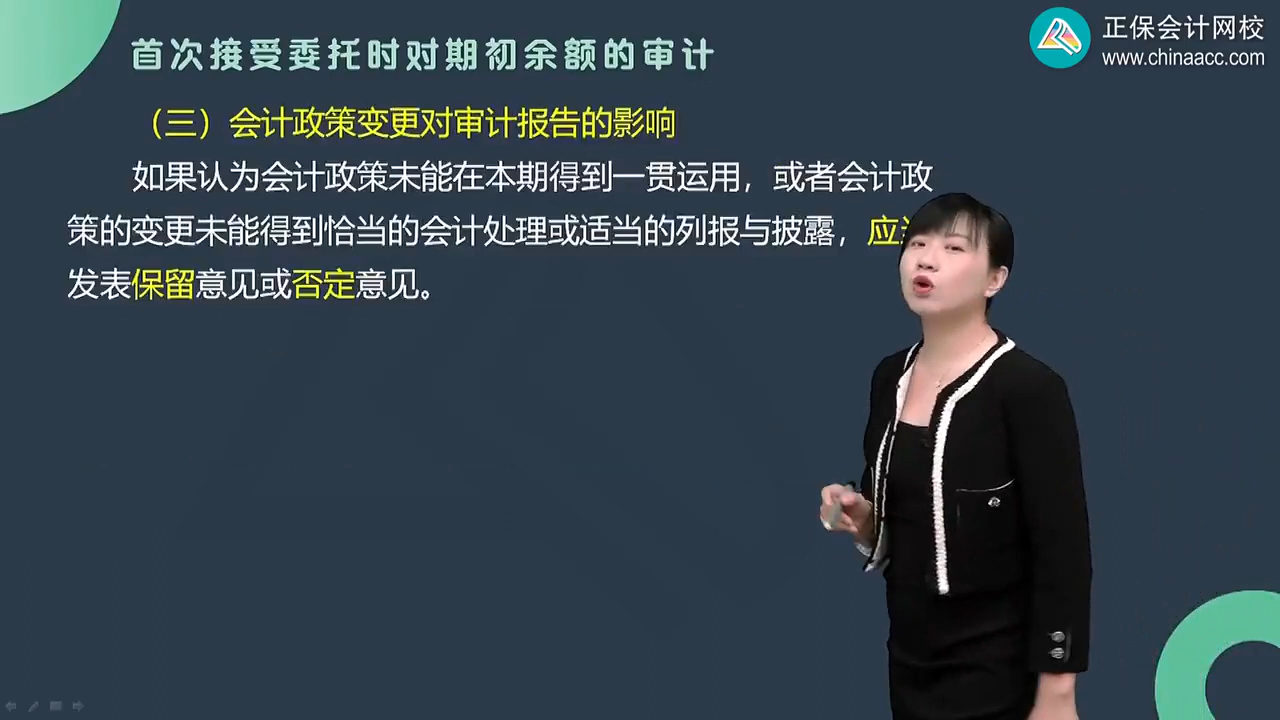 首次接受委托时对期初余额的审计
正保会计网校
www.chinaacc.com
（三）会计政策变更对审计报告的影响
如果认为会计政策未能在本期得到一贯运用，或者会计政
策的变更未能得到恰当的会计处理或适当的列报与披露，应
发表保留意见或否定意见。